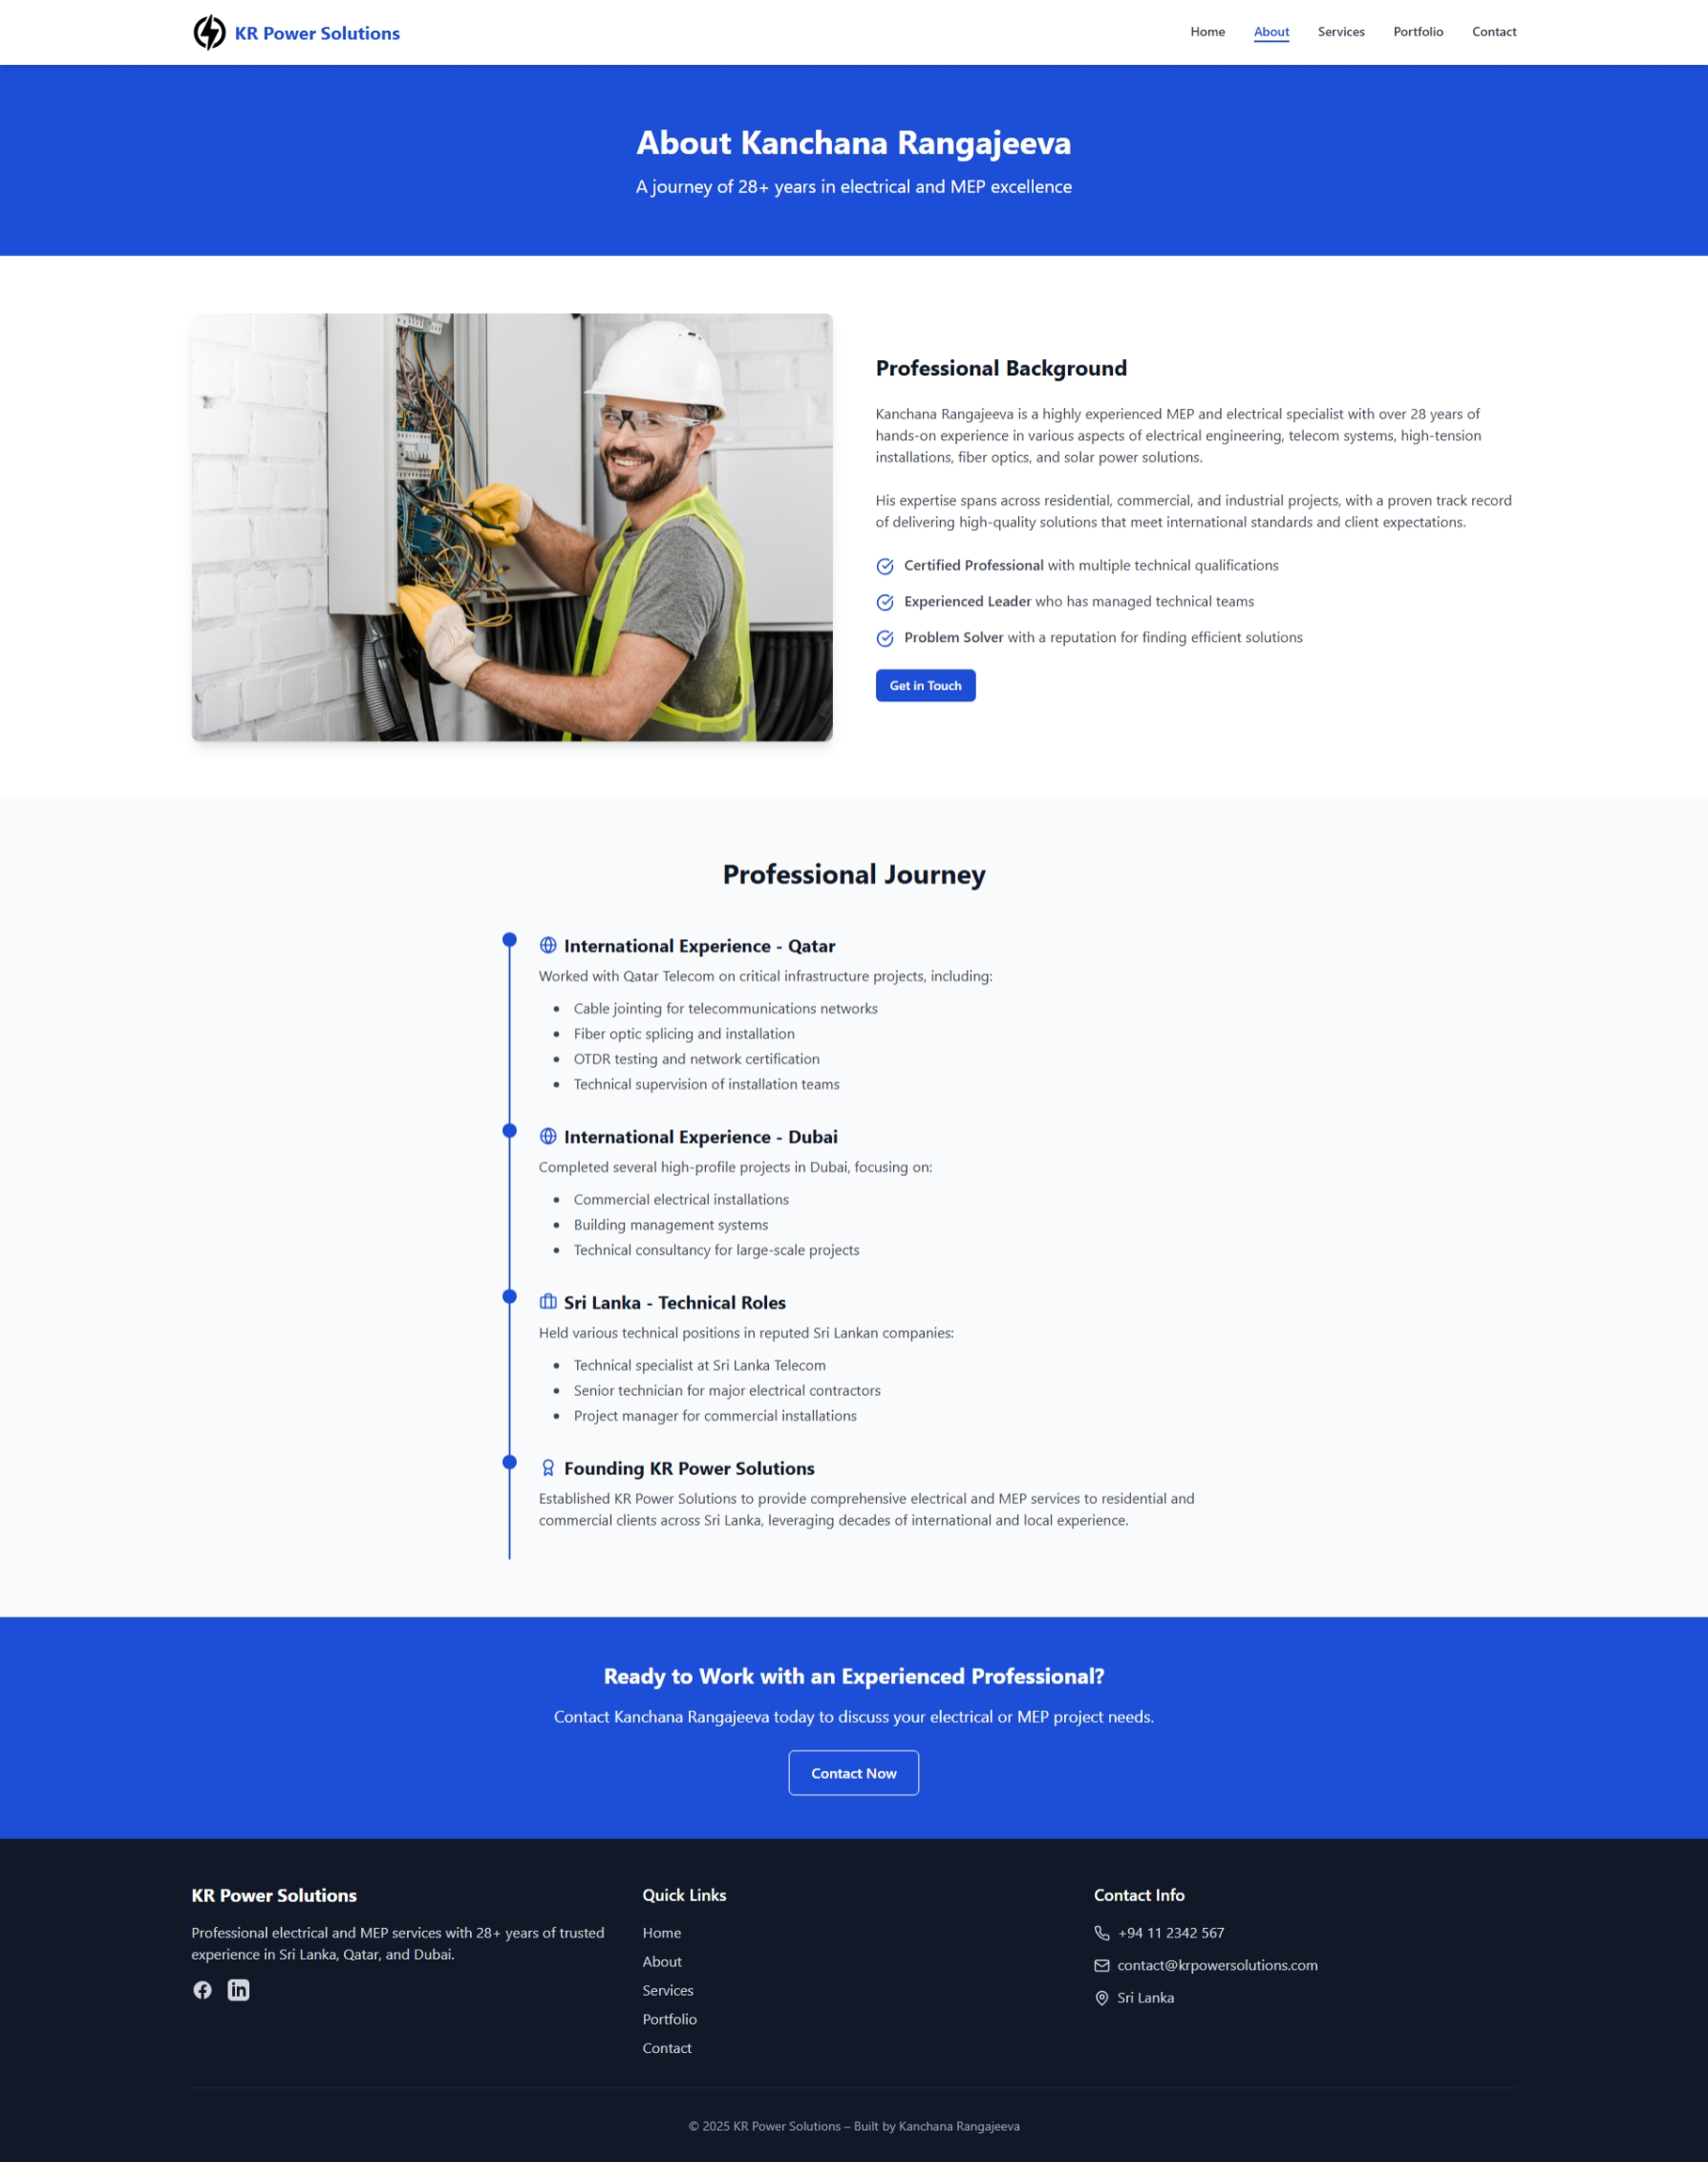 KR Power Solutions
Home
About
Services
Portfolio
Contact
About Kanchana Rangajeeva
A journey of 28+ years in electrical and MEP excellence
Professional Background
Kanchana Rangajeeva is a highly experienced MEP and electrical specialist with over 28 years of
hands-on experience in various aspects of electrical engineering, telecom systems, high-tension
installations, fiber optics, and solar power solutions.
His expertise spans across residential, commercial, and industrial projects, with a proven track record
of delivering high-quality solutions that meet international standards and client expectations.
Certified Professional with multiple technical qualifications
Experienced Leader who has managed technical teams
Problem Solver with a reputation for finding efficient solutions
Get in Touch
Professional Journey
International Experience - Qatar
Worked with Qatar Telecom on critical infrastructure projects, including:
• Cable jointing for telecommunications networks
• Fiber optic splicing and installation
• OTDR testing and network certification
• Technical supervision of installation teams
International Experience - Dubai
Completed several high-profile projects in Dubai, focusing on:
• Commercial electrical installations
• Building management systems
• Technical consultancy for large-scale projects
Sri Lanka - Technical Roles
Held various technical positions in reputed Sri Lankan companies:
• Technical specialist at Sri Lanka Telecom
• Senior technician for major electrical contractors
• Project manager for commercial installations
Founding KR Power Solutions
Established KR Power Solutions to provide comprehensive electrical and MEP services to residential and
commercial clients across Sri Lanka, leveraging decades of international and local experience.
Ready to Work with an Experienced Professional?
Contact Kanchana Rangajeeva today to discuss your electrical or MEP project needs.
Contact Now
KR Power Solutions
Professional electrical and MEP services with 28+ years of trusted
experience in Sri Lanka, Qatar, and Dubai.
Quick Links
Home
About
Services
Portfolio
Contact
Contact Info
+94 11 2342 567
contact@krpowersolutions.com
Sri Lanka
© 2025 KR Power Solutions – Built by Kanchana Rangajeeva